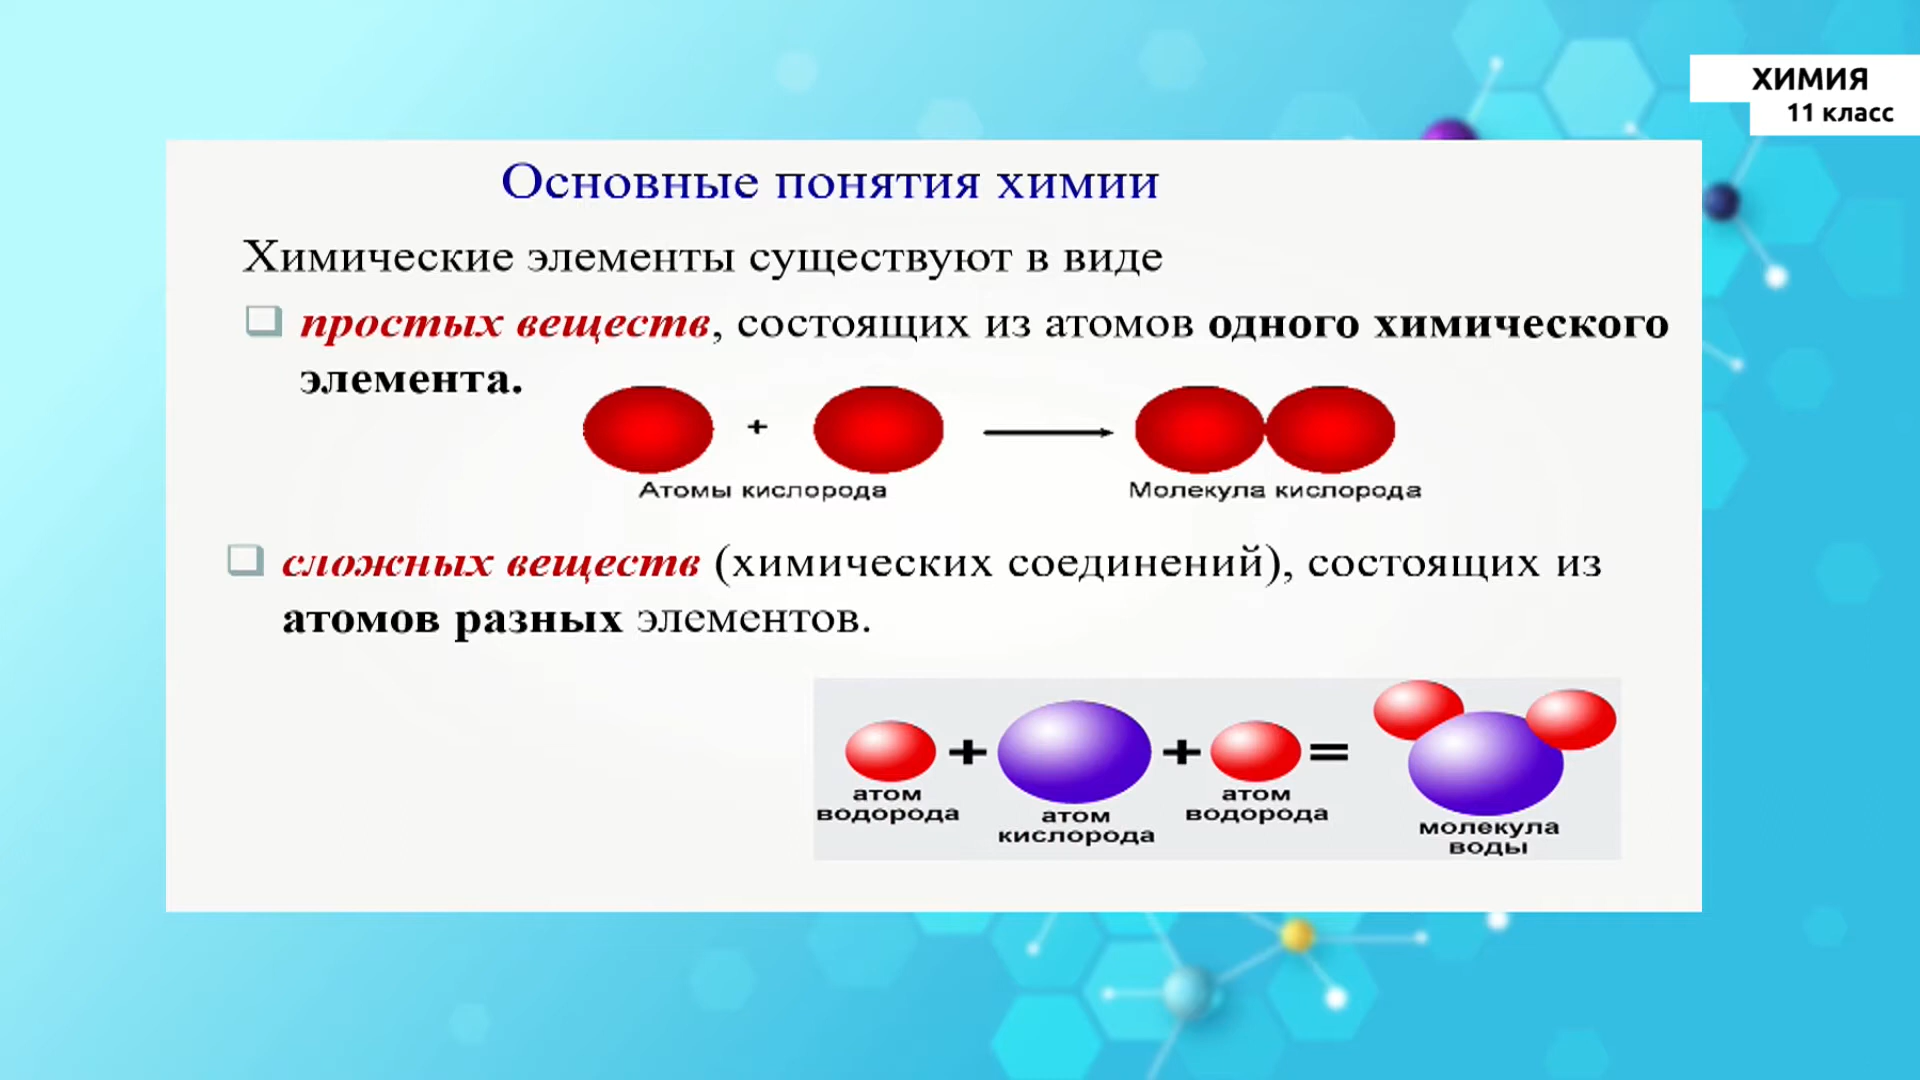 ХИМИЯ
11 класс
Основные понятия химии
Химические элементы существуют в виде
простых веществ, состоящих из атомов одного химического
элемента.
+
Атомы кислорода
Молекула кислорода
сложных веществ (химических соединений), состоящих из
атомов разных элементов.
+ + =
атом
водорода
атом
кислорода
атом
водорода
молекула
воды